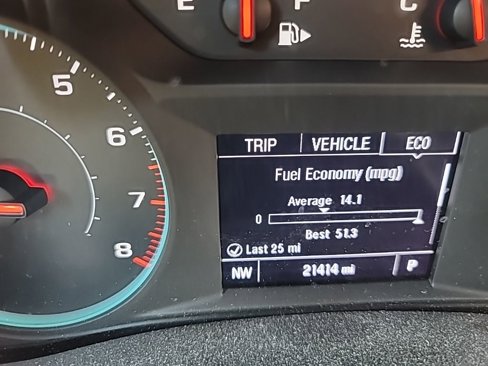 E F C
5
6
7
8
TRIP VEHICLE ECO
Fuel Economy (mpg)
Average 14.1
0
Best 51.3
Last 25 mi
NW 21414 mi P